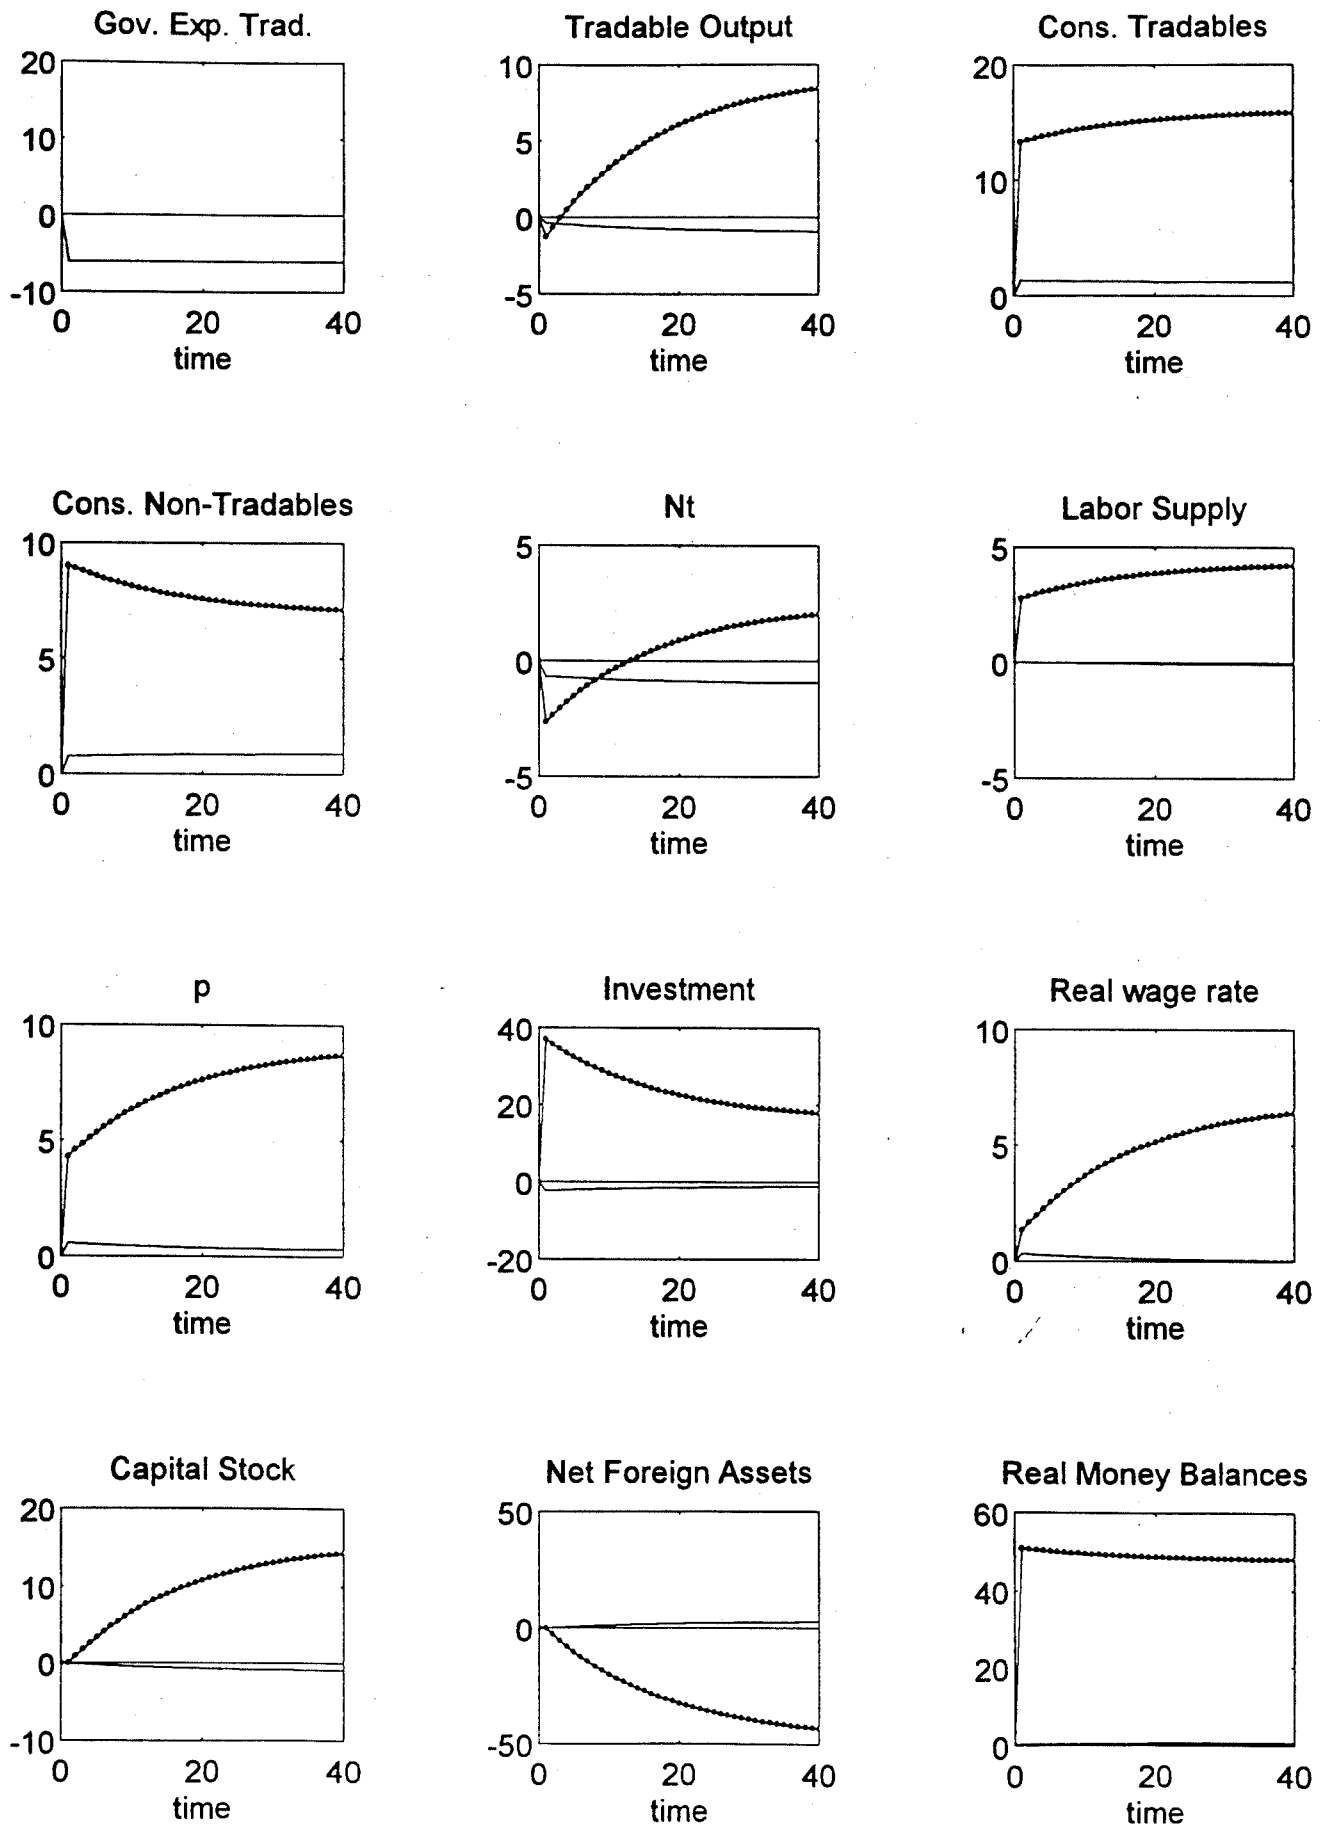 Gov. Exp. Trad.
20
10
0
-10
0 20 40
time
Tradable Output
10
5
0
-5
0 20 40
time
Cons. Tradables
20
10
0
0 20 40
time
Cons. Non-Tradables
10
5
0
0 20 40
time
Nt
5
0
-5
0 20 40
time
Labor Supply
5
0
-5
0 20 40
time
p
10
5
0
0 20 40
time
Investment
40
20
0
-20
0 20 40
time
Real wage rate
10
5
0
0 20 40
time
Capital Stock
20
10
0
-10
0 20 40
time
Net Foreign Assets
50
0
-50
0 20 40
time
Real Money Balances
60
40
20
0
0 20 40
time